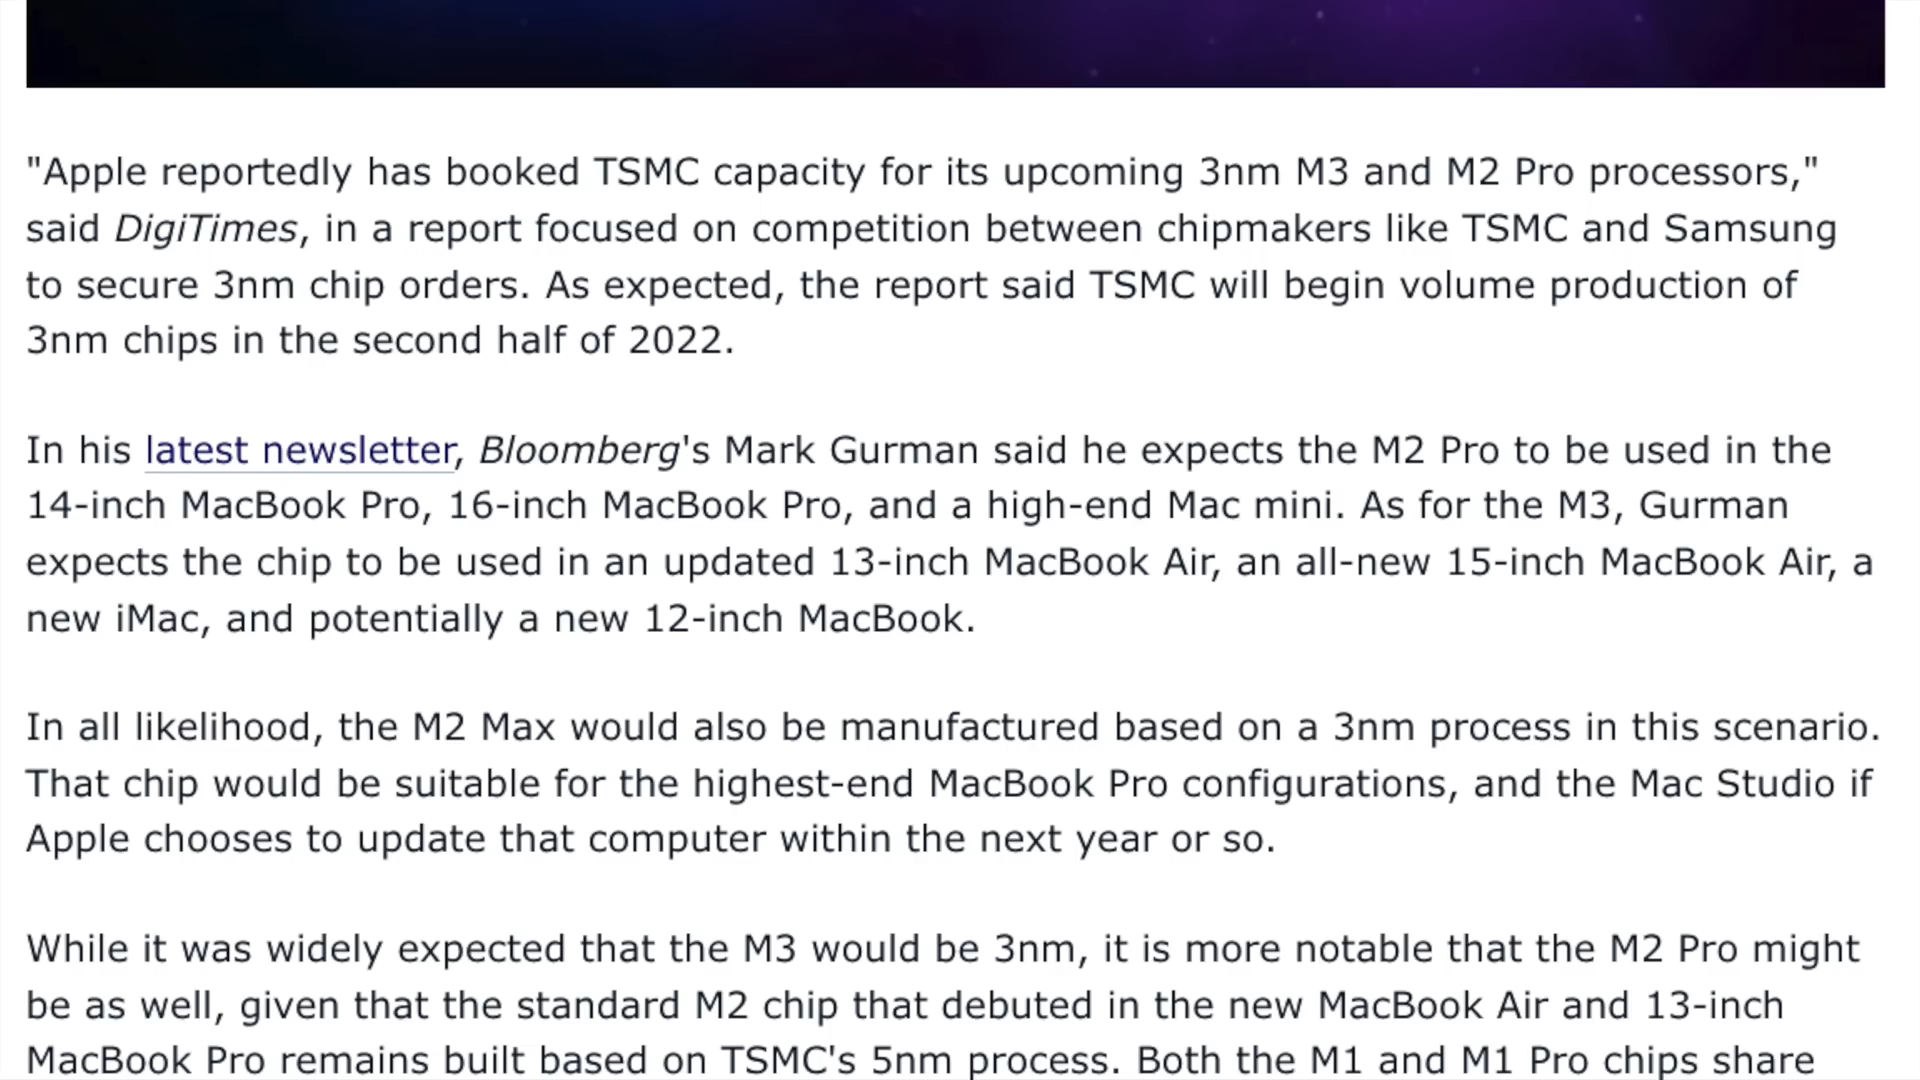 "Apple reportedly has booked TSMC capacity for its upcoming 3nm M3 and M2 Pro processors,"
said DigiTimes, in a report focused on competition between chipmakers like TSMC and Samsung
to secure 3nm chip orders. As expected, the report said TSMC will begin volume production of
3nm chips in the second half of 2022.
In his latest newsletter, Bloomberg's Mark Gurman said he expects the M2 Pro to be used in the
14-inch MacBook Pro, 16-inch MacBook Pro, and a high-end Mac mini. As for the M3, Gurman
expects the chip to be used in an updated 13-inch MacBook Air, an all-new 15-inch MacBook Air, a
new iMac, and potentially a new 12-inch MacBook.
In all likelihood, the M2 Max would also be manufactured based on a 3nm process in this scenario.
That chip would be suitable for the highest-end MacBook Pro configurations, and the Mac Studio if
Apple chooses to update that computer within the next year or so.
While it was widely expected that the M3 would be 3nm, it is more notable that the M2 Pro might
be as well, given that the standard M2 chip that debuted in the new MacBook Air and 13-inch
MacBook Pro remains built based on TSMC's 5nm process. Both the M1 and M1 Pro chips share